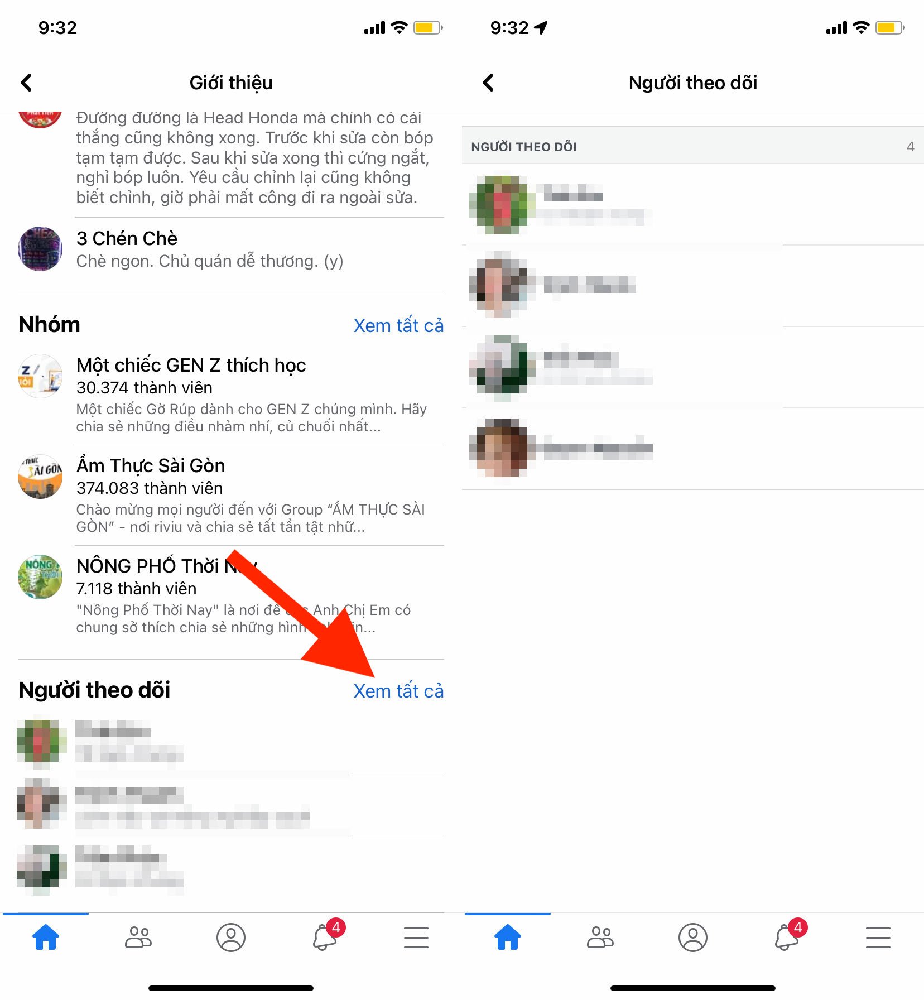 9:32
Giới thiệu
Phát Tiến
Đường đường là Head Honda mà chính có cái
thắng cũng không xong. Trước khi sửa còn bóp
tạm tạm được. Sau khi sửa xong thì cứng ngắt,
nghỉ bóp luôn. Yêu cầu chỉnh lại cũng không
biết chỉnh, giờ phải mất công đi ra ngoài sửa.
3 Chén Chè
Chè ngon. Chủ quán dễ thương. (y)
Nhóm
Xem tất cả
Một chiếc GEN Z thích học
30.374 thành viên
Một chiếc Gờ Rúp dành cho GEN Z chúng mình. Hãy
chia sẻ những điều nhảm nhí, củ chuối nhất...
Ẩm Thực Sài Gòn
374.083 thành viên
Chào mừng mọi người đến với Group “ẨM THỰC SÀI
GÒN” - nơi riviu và chia sẻ tất tần tật nhữ...
NÔNG PHỐ Thời Nay
7.118 thành viên
"Nông Phố Thời Nay" là nơi để Anh Chị Em có
chung sở thích chia sẻ những hình
Người theo dõi
Xem tất cả
4
9:32
Người theo dõi
NGƯỜI THEO DÕI
4
4